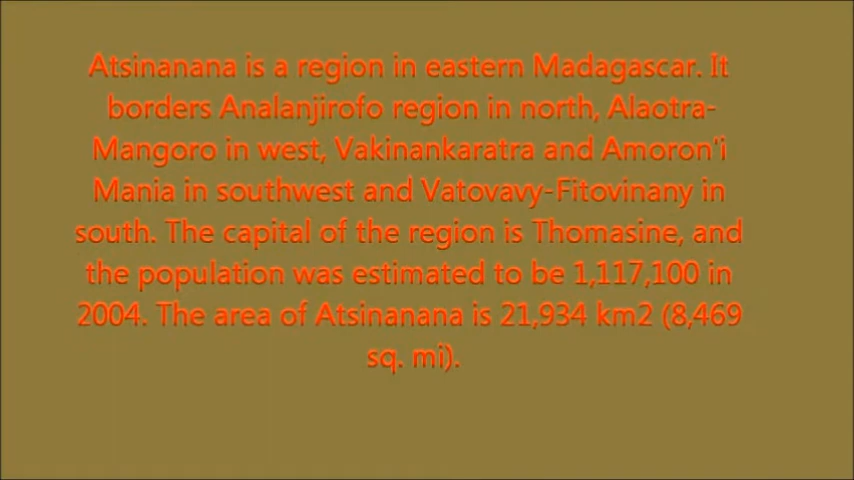 Atsinanana is a region in eastern Madagascar. It
borders Analanjirofo region in north, Alaotra-
Mangoro in west, Vakinankaratra and Amoron'i
Mania in southwest and Vatovavy-Fitovinany in
south. The capital of the region is Thomasine, and
the population was estimated to be 1,117,100 in
2004. The area of Atsinanana is 21,934 km2 (8,469
sq. mi).